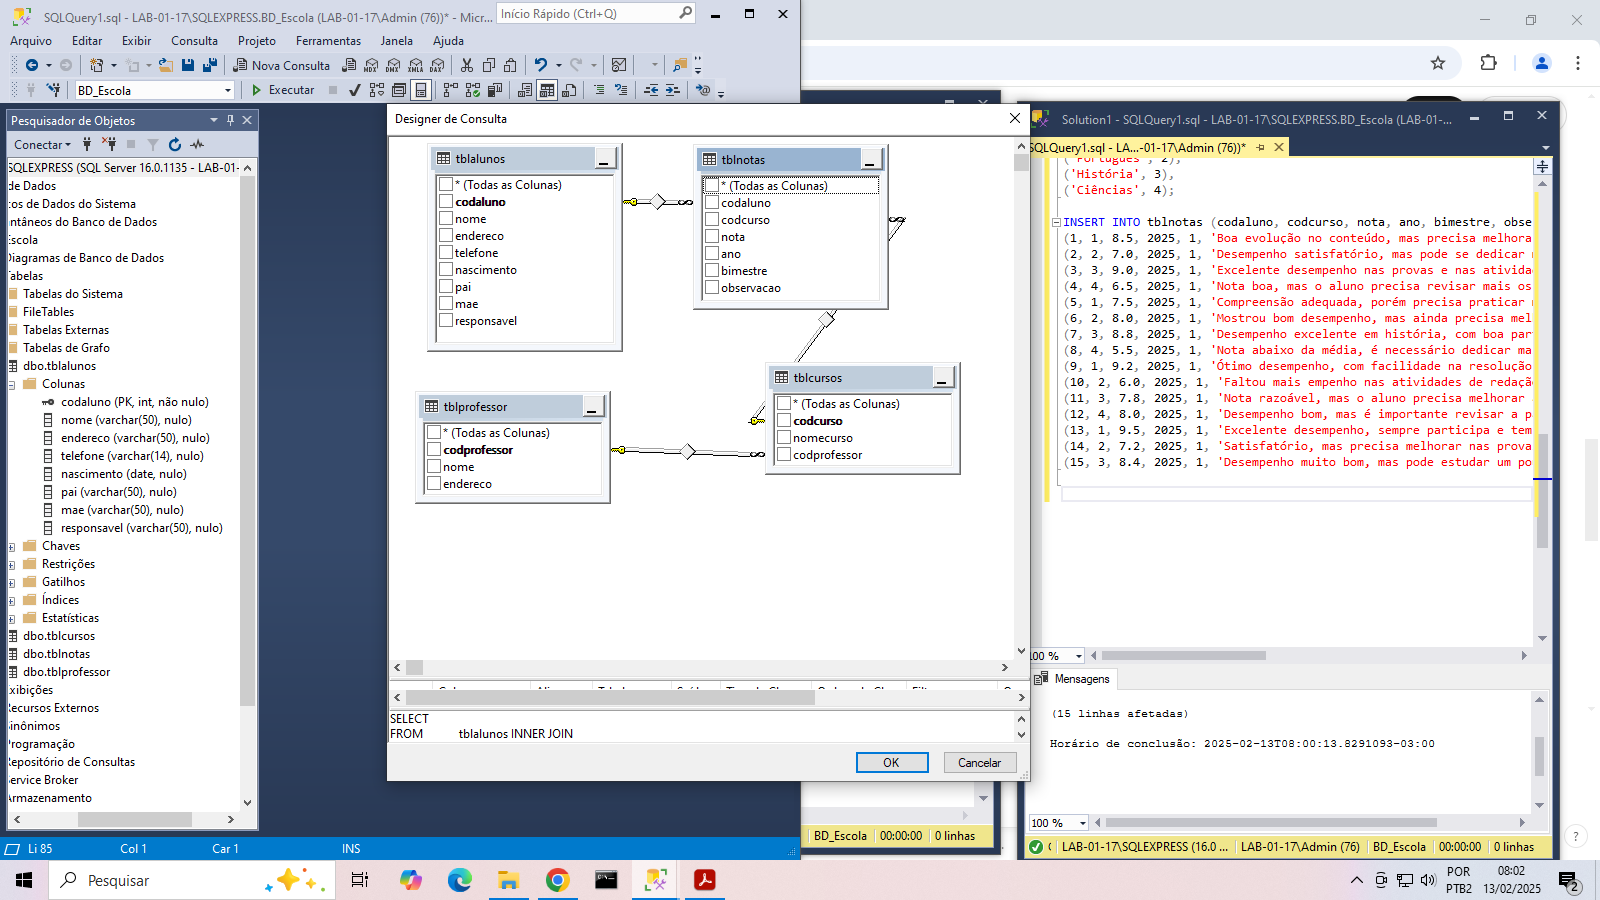 SQLQuery1.sql - LAB-01-17\SQLEXPRESS.BD_Escola (LAB-01-17\Admin (76))* - Micr...
Início Rápido (Ctrl+Q)
Arquivo Editar Exibir Consulta Projeto Ferramentas Janela Ajuda
Nova Consulta
MDX DMX XMLA DAX
BD_Escola
Executar
Pesquisador de Objetos
Conectar
SQLEXPRESS (SQL Server 16.0.1135 - LAB-01-
de Dados
os de Dados do Sistema
ntâneos do Banco de Dados
Escola
Diagramas de Banco de Dados
Tabelas
Tabelas do Sistema
FileTables
Tabelas Externas
Tabelas de Grafo
dbo.tblalunos
Colunas
codaluno (PK, int, não nulo)
nome (varchar(50), nulo)
endereco (varchar(50), nulo)
telefone (varchar(14), nulo)
nascimento (date, nulo)
pai (varchar(50), nulo)
mae (varchar(50), nulo)
responsavel (varchar(50), nulo)
Chaves
Restrições
Gatilhos
Índices
Estatísticas
dbo.tblcursos
dbo.tblnotas
dbo.tblprofessor
Exibições
Recursos Externos
Sinônimos
Programação
Repositório de Consultas
Service Broker
Armazenamento
Designer de Consulta
tblalunos
* (Todas as Colunas)
codaluno
nome
endereco
telefone
nascimento
pai
mae
responsavel
tblnotas
* (Todas as Colunas)
codaluno
codcurso
nota
ano
bimestre
observacao
tblprofessor
* (Todas as Colunas)
codprofessor
nome
endereco
tblcursos
* (Todas as Colunas)
codcurso
nomecurso
codprofessor
SELECT
FROM tblalunos INNER JOIN
OK Cancelar
Solution1 - SQLQuery1.sql - LAB-01-17\SQLEXPRESS.BD_Escola (LAB-01-...
SQLQuery1.sql - LA...-01-17\Admin (76))*
('Português', 2),
('História', 3),
('Ciências', 4);
INSERT INTO tblnotas (codaluno, codcurso, nota, ano, bimestre, obse
(1, 1, 8.5, 2025, 1, 'Boa evolução no conteúdo, mas precisa melhora
(2, 2, 7.0, 2025, 1, 'Desempenho satisfatório, mas pode se dedicar
(3, 3, 9.0, 2025, 1, 'Excelente desempenho nas provas e nas ativida
(4, 4, 6.5, 2025, 1, 'Nota boa, mas o aluno precisa revisar mais os
(5, 1, 7.5, 2025, 1, 'Compreensão adequada, porém precisa praticar
(6, 2, 8.0, 2025, 1, 'Mostrou bom desempenho, mas ainda precisa mel
(7, 3, 8.8, 2025, 1, 'Desempenho excelente em história, com boa par
(8, 4, 5.5, 2025, 1, 'Nota abaixo da média, é necessário dedicar ma
(9, 1, 9.2, 2025, 1, 'Ótimo desempenho, com facilidade na resolução
(10, 2, 6.0, 2025, 1, 'Faltou mais empenho nas atividades de redaçã
(11, 3, 7.8, 2025, 1, 'Nota razoável, mas o aluno precisa melhorar
(12, 4, 8.0, 2025, 1, 'Desempenho bom, mas é importante revisar a p
(13, 1, 9.5, 2025, 1, 'Excelente desempenho, sempre participa e tem
(14, 2, 7.2, 2025, 1, 'Satisfatório, mas precisa melhorar nas prova
(15, 3, 8.4, 2025, 1, 'Desempenho muito bom, mas pode estudar um po
100 %
Mensagens
(15 linhas afetadas)
Horário de conclusão: 2025-02-13T08:00:13.8291093-03:00
100 %
BD_Escola 00:00:00 0 linhas
LAB-01-17\SQLEXPRESS (16.0 ... LAB-01-17\Admin (76) BD_Escola 00:00:00 0 linhas
Li 85 Col 1 Car 1 INS
Pesquisar
POR
PTB2
08:02
13/02/2025
2